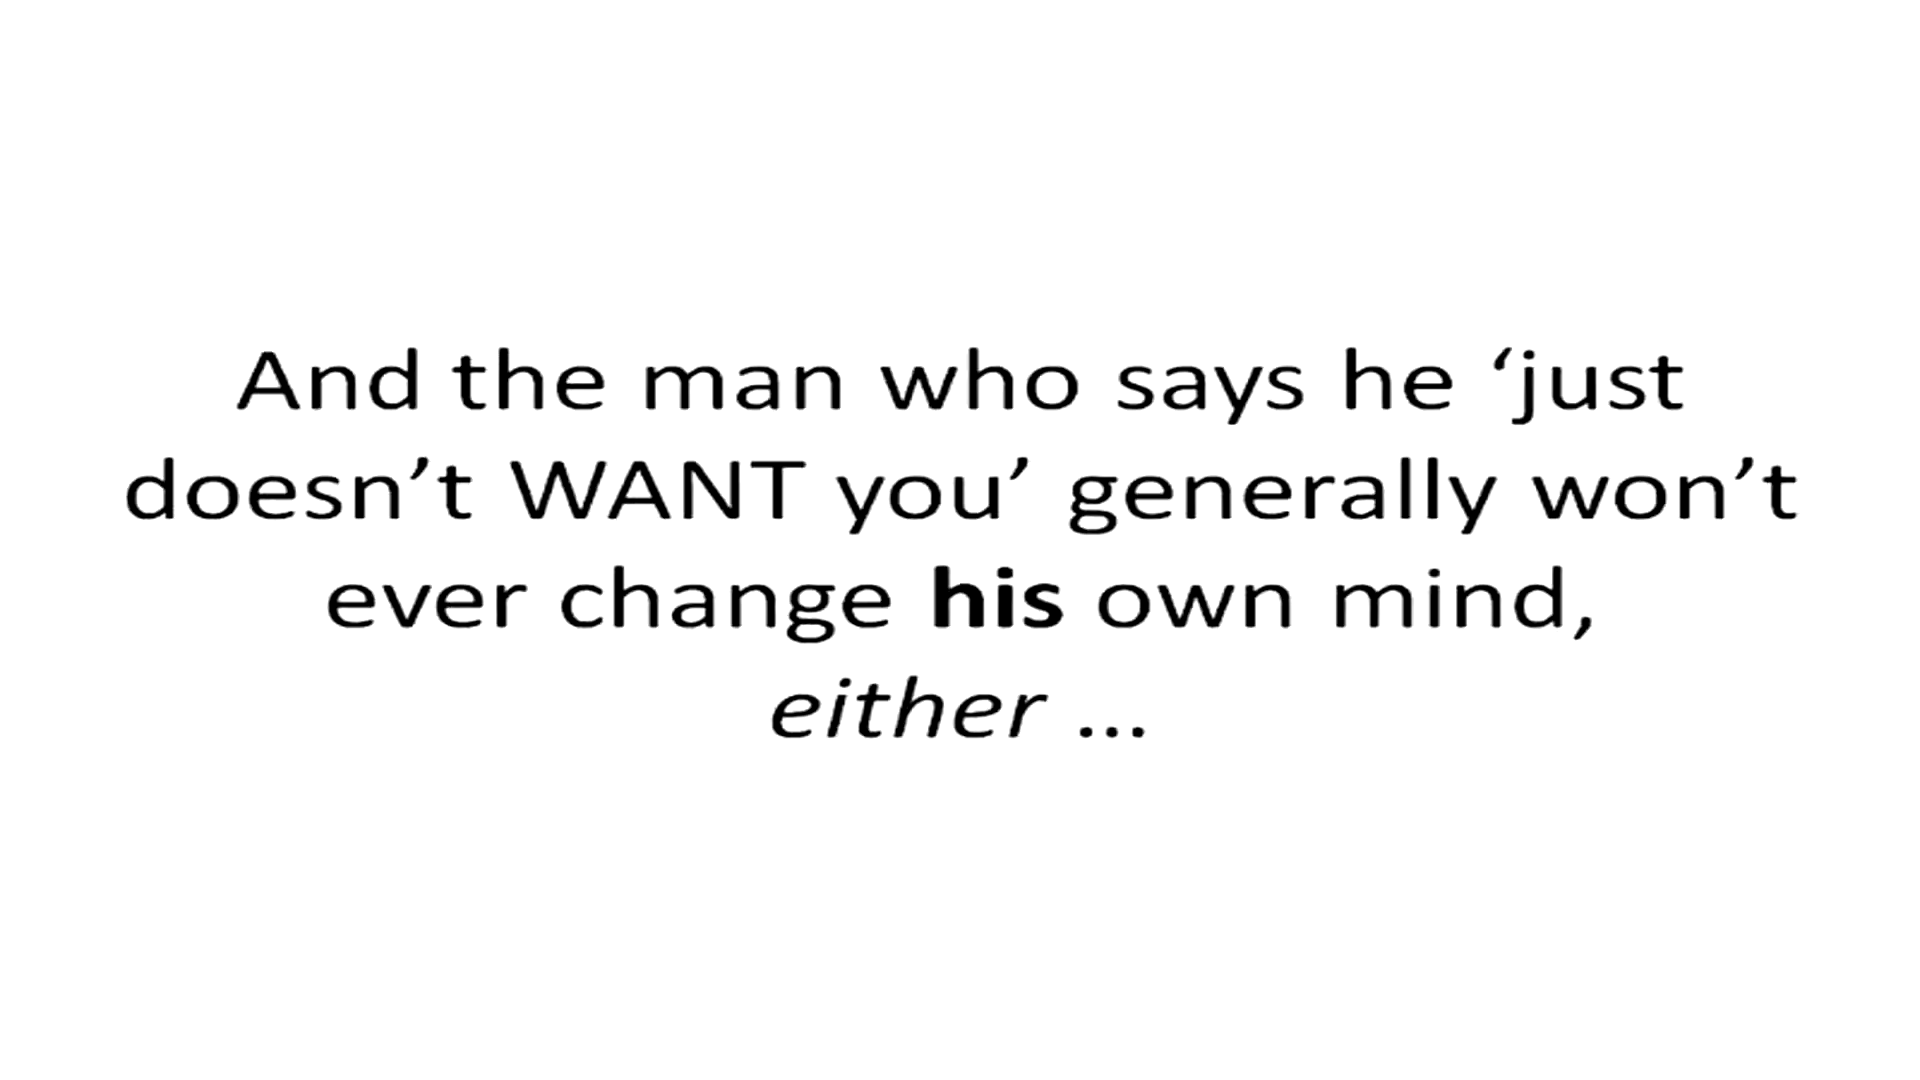 And the man who says he ‘just
doesn’t WANT you’ generally won’t
ever change his own mind,
either ...